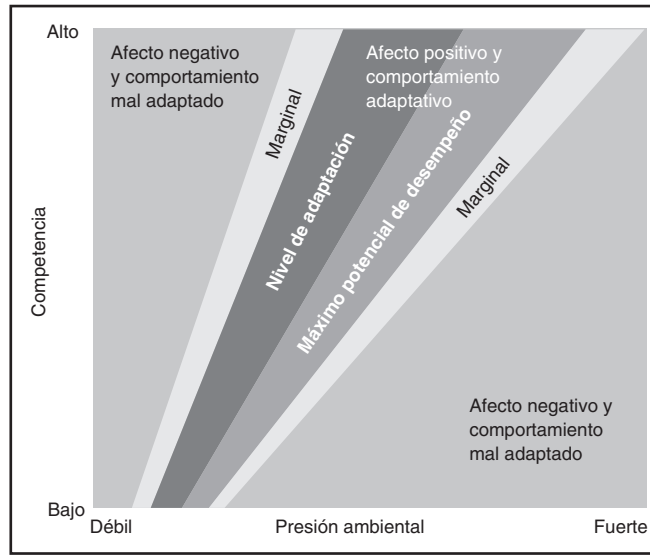 Alto
Afecto negativo
y comportamiento
mal adaptado
Afecto positivo y
comportamiento
adaptativo
Marginal
Nivel de adaptación
Máximo potencial de desempeño
Marginal
Competencia
Afecto negativo y
comportamiento
mal adaptado
Bajo
Débil
Presión ambiental
Fuerte